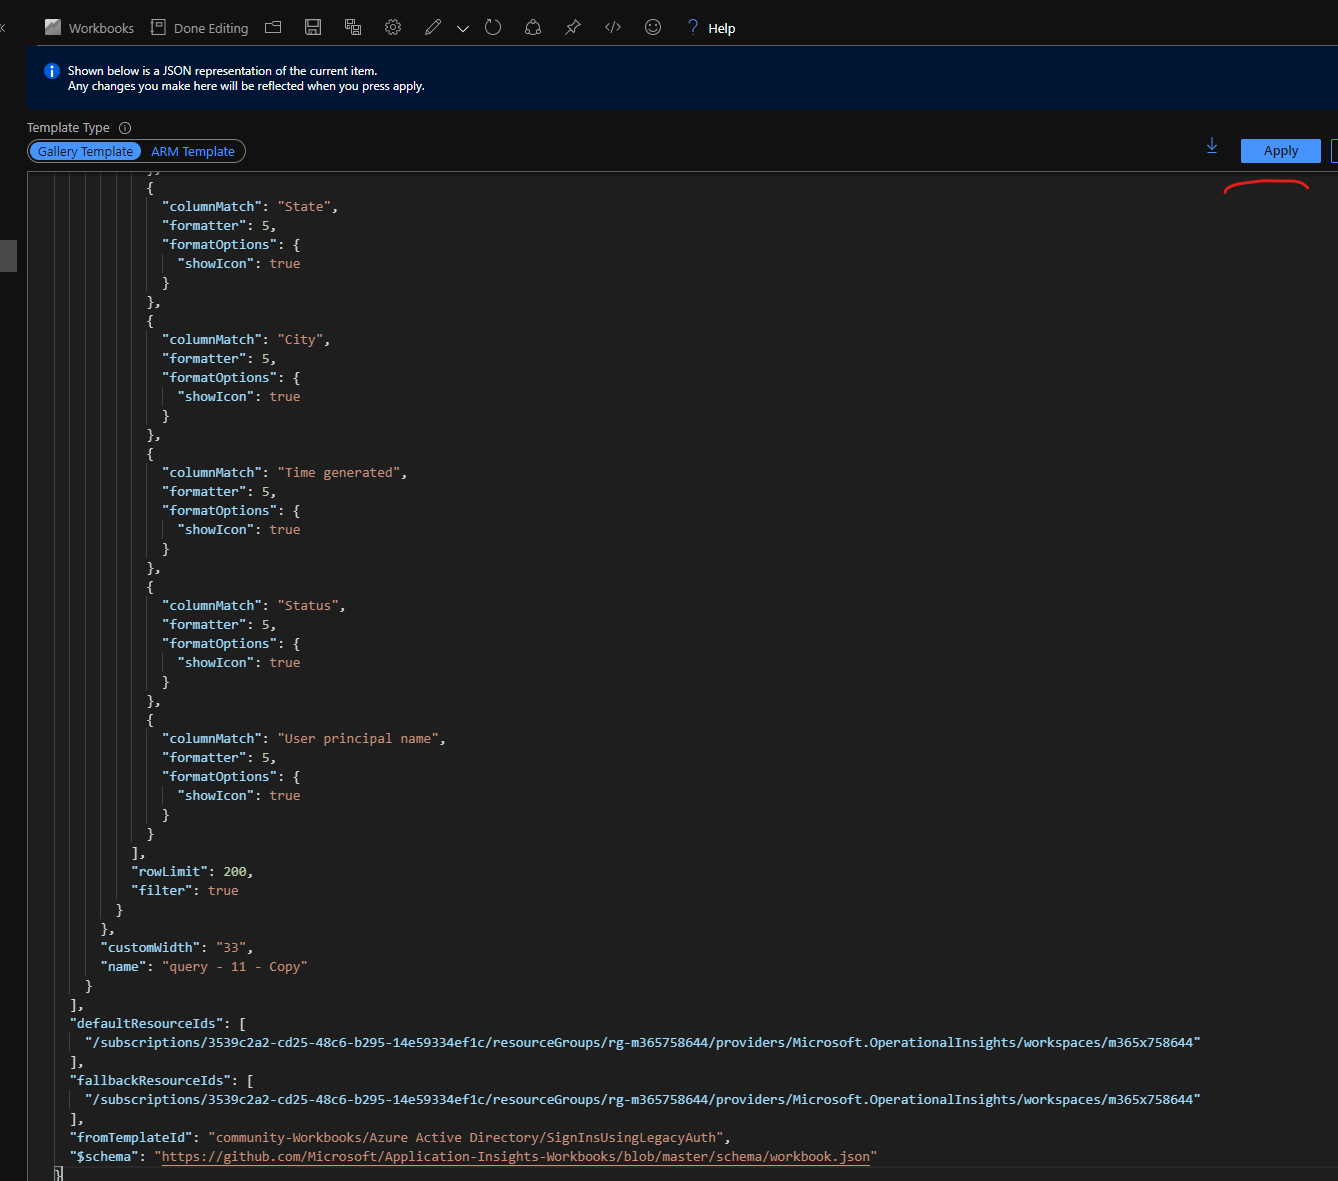 Workbooks Done Editing ? Help
Shown below is a JSON representation of the current item.
Any changes you make here will be reflected when you press apply.
Template Type
Gallery Template ARM Template
Apply
},
{
"columnMatch": "State",
"formatter": 5,
"formatOptions": {
"showIcon": true
}
},
{
"columnMatch": "City",
"formatter": 5,
"formatOptions": {
"showIcon": true
}
},
{
"columnMatch": "Time generated",
"formatter": 5,
"formatOptions": {
"showIcon": true
}
},
{
"columnMatch": "Status",
"formatter": 5,
"formatOptions": {
"showIcon": true
}
},
{
"columnMatch": "User principal name",
"formatter": 5,
"formatOptions": {
"showIcon": true
}
}
],
"rowLimit": 200,
"filter": true
}
},
"customWidth": "33",
"name": "query - 11 - Copy"
}
],
"defaultResourceIds": [
"/subscriptions/3539c2a2-cd25-48c6-b295-14e59334ef1c/resourceGroups/rg-m365758644/providers/Microsoft.OperationalInsights/workspaces/m365x758644"
],
"fallbackResourceIds": [
"/subscriptions/3539c2a2-cd25-48c6-b295-14e59334ef1c/resourceGroups/rg-m365758644/providers/Microsoft.OperationalInsights/workspaces/m365x758644"
],
"fromTemplateId": "community-Workbooks/Azure Active Directory/SignInsUsingLegacyAuth",
"$schema": "https://github.com/Microsoft/Application-Insights-Workbooks/blob/master/schema/workbook.json"
}